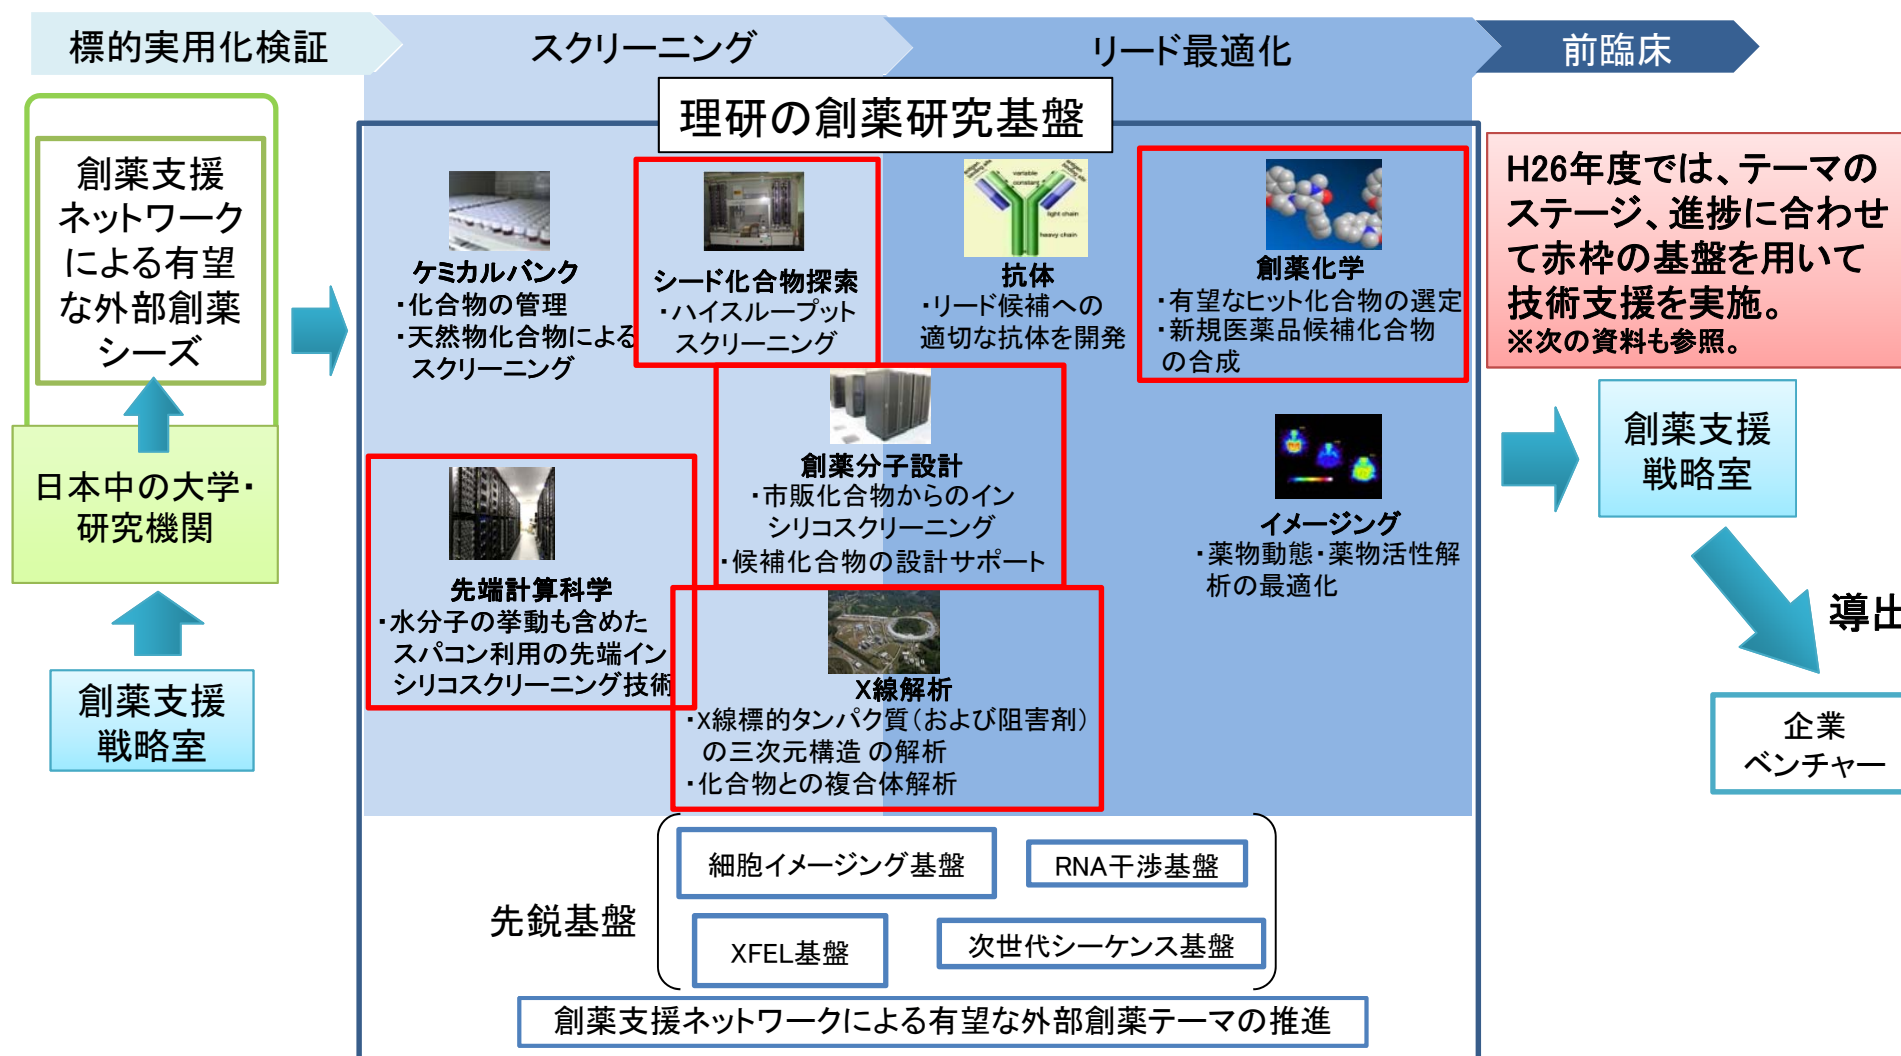 標的実用化検証
スクリーニング
リード最適化
前臨床
理研の創薬研究基盤
創薬支援
ネットワーク
による有望
な外部創薬
シーズ
日本中の大学・
研究機関
創薬支援
戦略室
ケミカルバンク
・化合物の管理
・天然物化合物による
スクリーニング
シード化合物探索
・ハイスループット
スクリーニング
antigen
binding site
antigen
binding site
variable
constant
light chain
heavy chain
抗体
・リード候補への
適切な抗体を開発
創薬化学
・有望なヒット化合物の選定
・新規医薬品候補化合物
の合成
創薬分子設計
・市販化合物からのイン
シリコスクリーニング
・候補化合物の設計サポート
先端計算科学
・水分子の挙動も含めた
スパコン利用の先端イン
シリコスクリーニング技術
X線解析
・X線標的タンパク質（および阻害剤）
の三次元構造 の解析
・化合物との複合体解析
イメージング
・薬物動態・薬物活性解
析の最適化
H26年度では、テーマの
ステージ、進捗に合わせ
て赤枠の基盤を用いて
技術支援を実施。
※次の資料も参照。
創薬支援
戦略室
導出
企業
ベンチャー
先鋭基盤
細胞イメージング基盤
RNA干渉基盤
XFEL基盤
次世代シーケンス基盤
創薬支援ネットワークによる有望な外部創薬テーマの推進